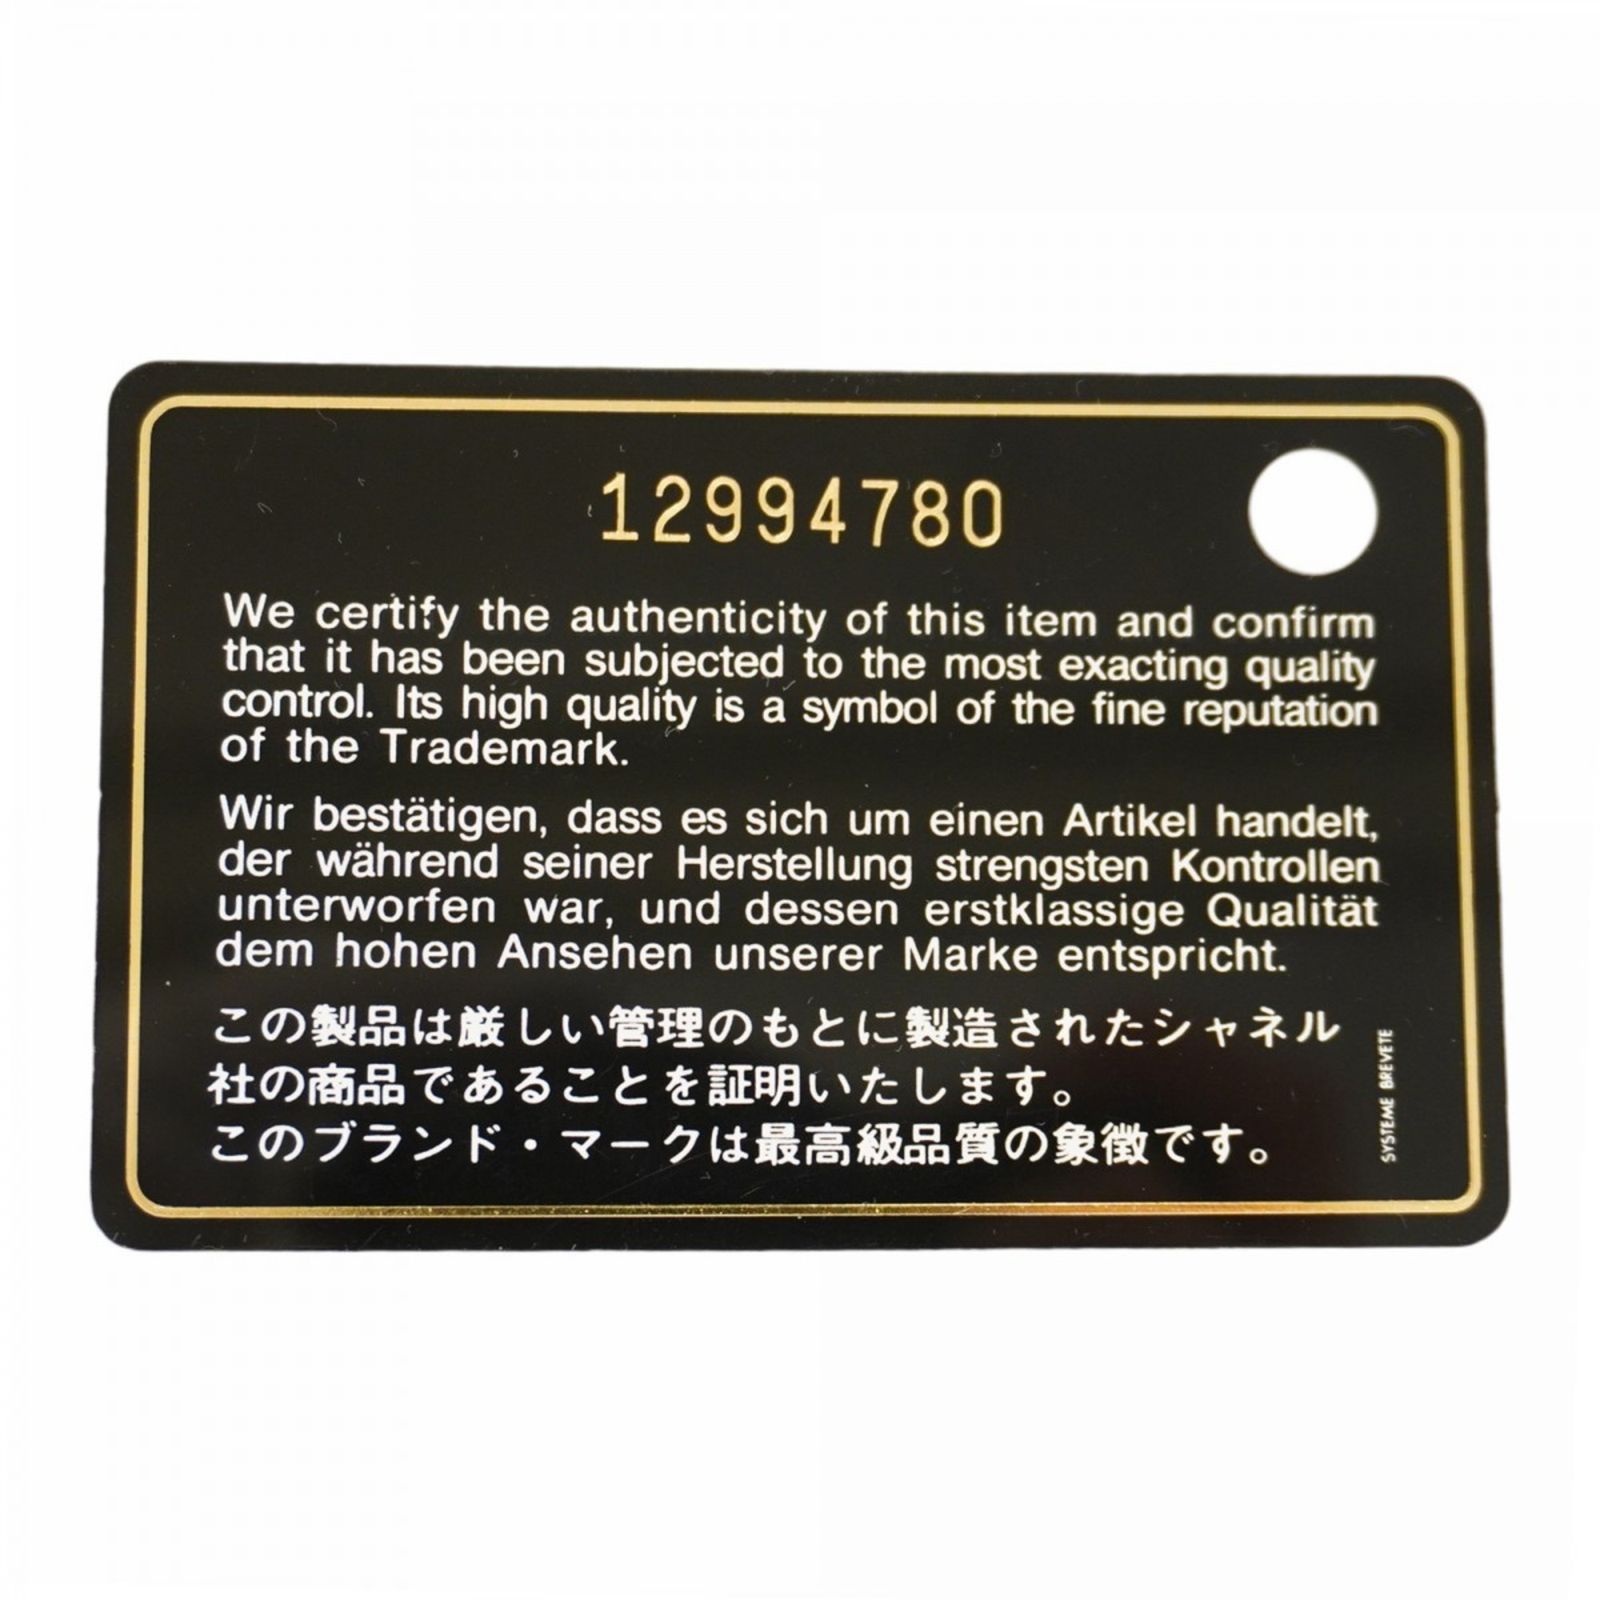 12994780
We certify the authenticity of this item and confirm
that it has been subjected to the most exacting quality
control. Its high quality is a symbol of the fine reputation
of the Trademark.
Wir bestätigen, dass es sich um einen Artikel handelt,
der während seiner Herstellung strengsten Kontrollen
unterworfen war, und dessen erstklassige Qualität
dem hohen Ansehen unserer Marke entspricht.
この製品は厳しい管理のもとに製造されたシャネル
社の商品であることを証明いたします。
このブランド・マークは最高級品質の象徴です。
SYSTEME BREVETE